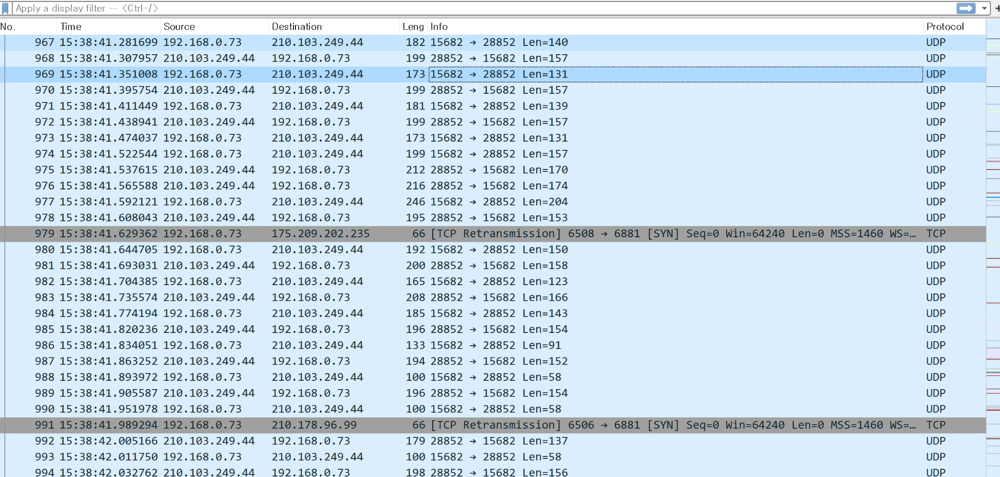 Apply a display filter ⋯ <Ctrl-/>
No. Time Source Destination Leng Info Protocol
967 15:38:41.281699 192.168.0.73 210.103.249.44 182 15682 → 28852 Len=140 UDP
968 15:38:41.307957 210.103.249.44 192.168.0.73 199 28852 → 15682 Len=157 UDP
969 15:38:41.351008 192.168.0.73 210.103.249.44 173 15682 → 28852 Len=131 UDP
970 15:38:41.395754 210.103.249.44 192.168.0.73 199 28852 → 15682 Len=157 UDP
971 15:38:41.411449 192.168.0.73 210.103.249.44 181 15682 → 28852 Len=139 UDP
972 15:38:41.438941 210.103.249.44 192.168.0.73 199 28852 → 15682 Len=157 UDP
973 15:38:41.474037 192.168.0.73 210.103.249.44 173 15682 → 28852 Len=131 UDP
974 15:38:41.522544 192.168.0.73 210.103.249.44 199 15682 → 28852 Len=157 UDP
975 15:38:41.537615 210.103.249.44 192.168.0.73 212 28852 → 15682 Len=170 UDP
976 15:38:41.565588 210.103.249.44 192.168.0.73 216 28852 → 15682 Len=174 UDP
977 15:38:41.592121 192.168.0.73 210.103.249.44 246 15682 → 28852 Len=204 UDP
978 15:38:41.608043 210.103.249.44 192.168.0.73 195 28852 → 15682 Len=153 UDP
979 15:38:41.629362 192.168.0.73 175.209.202.235 66 [TCP Retransmission] 6508 → 6881 [SYN] Seq=0 Win=64240 Len=0 MSS=1460 WS=… TCP
980 15:38:41.644705 192.168.0.73 210.103.249.44 192 15682 → 28852 Len=150 UDP
981 15:38:41.693031 210.103.249.44 192.168.0.73 200 28852 → 15682 Len=158 UDP
982 15:38:41.704385 192.168.0.73 210.103.249.44 165 15682 → 28852 Len=123 UDP
983 15:38:41.735574 210.103.249.44 192.168.0.73 208 28852 → 15682 Len=166 UDP
984 15:38:41.774194 192.168.0.73 210.103.249.44 185 15682 → 28852 Len=143 UDP
985 15:38:41.820236 210.103.249.44 192.168.0.73 196 28852 → 15682 Len=154 UDP
986 15:38:41.834051 192.168.0.73 210.103.249.44 133 15682 → 28852 Len=91 UDP
987 15:38:41.863252 210.103.249.44 192.168.0.73 194 28852 → 15682 Len=152 UDP
988 15:38:41.893972 192.168.0.73 210.103.249.44 100 15682 → 28852 Len=58 UDP
989 15:38:41.905587 210.103.249.44 192.168.0.73 196 28852 → 15682 Len=154 UDP
990 15:38:41.951978 192.168.0.73 210.103.249.44 100 15682 → 28852 Len=58 UDP
991 15:38:41.989294 192.168.0.73 210.178.96.99 66 [TCP Retransmission] 6506 → 6881 [SYN] Seq=0 Win=64240 Len=0 MSS=1460 WS=… TCP
992 15:38:42.005166 210.103.249.44 192.168.0.73 179 28852 → 15682 Len=137 UDP
993 15:38:42.011750 192.168.0.73 210.103.249.44 100 15682 → 28852 Len=58 UDP
994 15:38:42.032762 210.103.249.44 192.168.0.73 198 28852 → 15682 Len=156 UDP